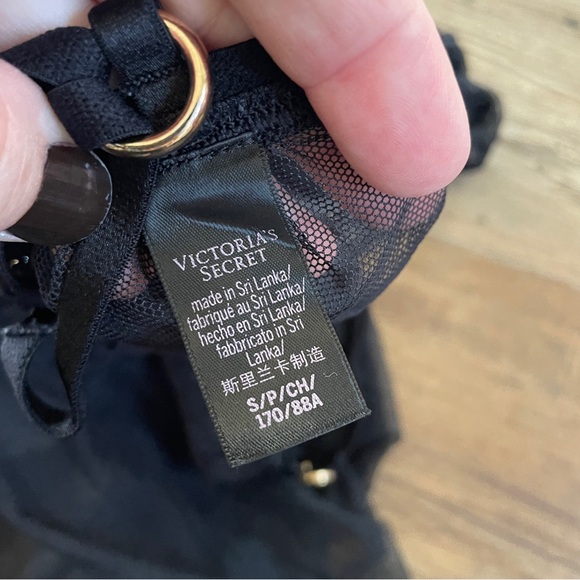 VICTORIA'S
SECRET
made in Sri Lanka/
fabriqué au Sri Lanka/
hecho en Sri Lanka/
fabbricato in Sri
Lanka/
斯里兰卡制造
S/P/CH/
170/88A